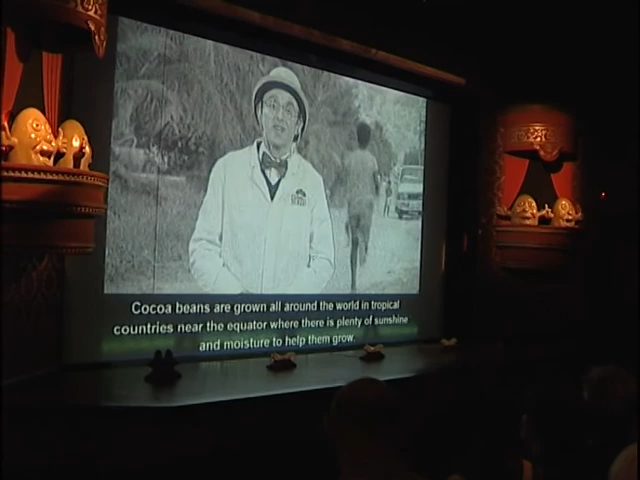 Cocoa beans are grown all around the world in tropical
countries near the equator where there is plenty of sunshine
and moisture to help them grow.